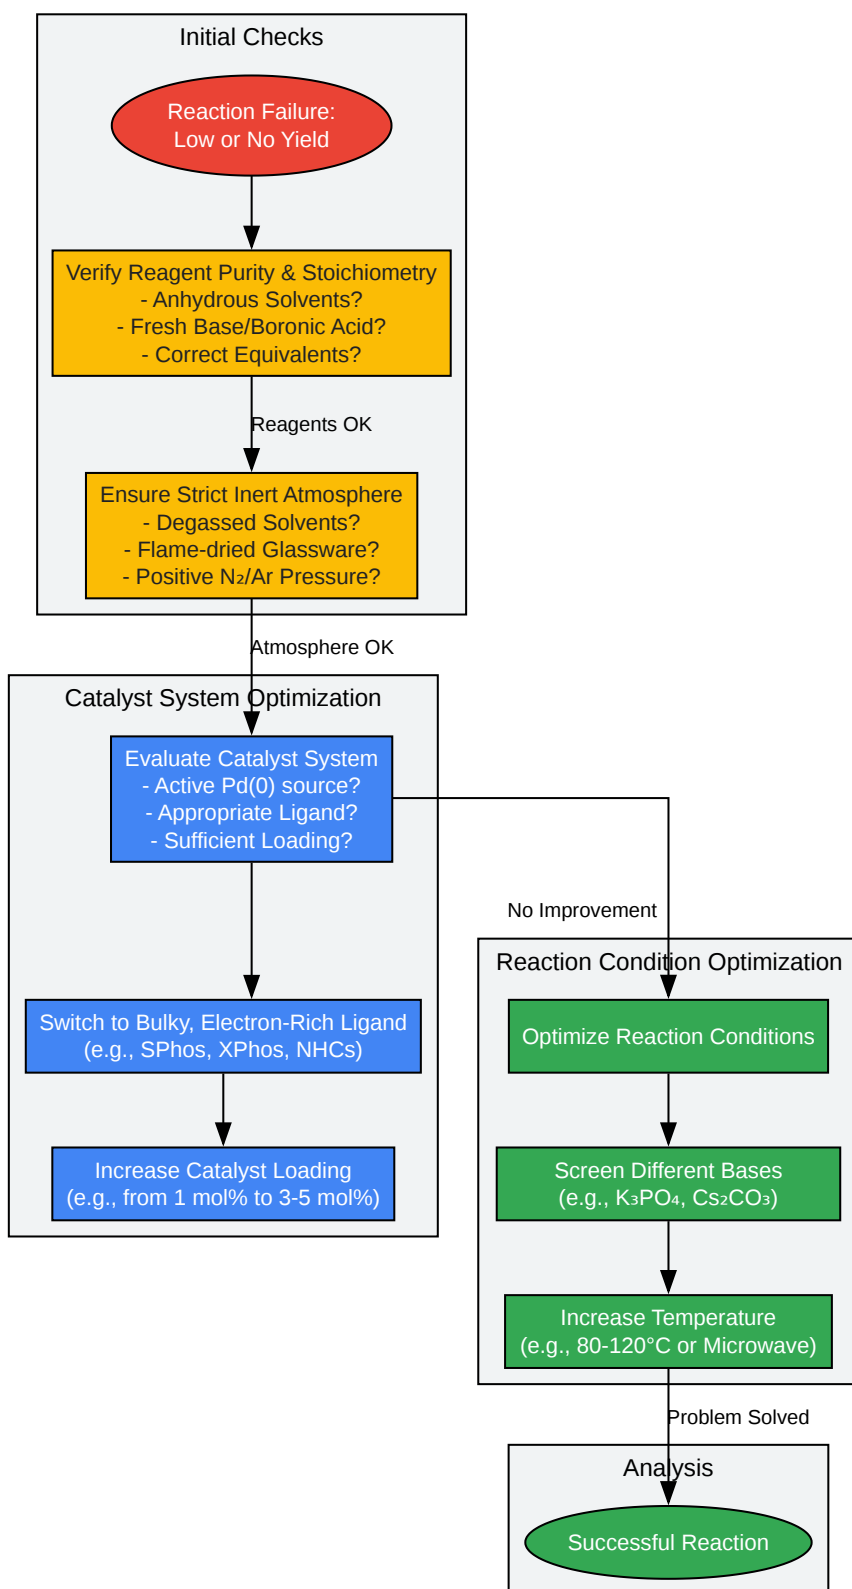 Initial Checks
Reaction Failure:
Low or No Yield
Verify Reagent Purity & Stoichiometry
- Anhydrous Solvents?
- Fresh Base/Boronic Acid?
- Correct Equivalents?
Reagents OK
Ensure Strict Inert Atmosphere
- Degassed Solvents?
- Flame-dried Glassware?
- Positive N₂/Ar Pressure?
Atmosphere OK
Catalyst System Optimization
Evaluate Catalyst System
- Active Pd(0) source?
- Appropriate Ligand?
- Sufficient Loading?
No Improvement
Switch to Bulky, Electron-Rich Ligand
(e.g., SPhos, XPhos, NHCs)
Increase Catalyst Loading
(e.g., from 1 mol% to 3-5 mol%)
Reaction Condition Optimization
Optimize Reaction Conditions
Screen Different Bases
(e.g., K₃PO₄, Cs₂CO₃)
Increase Temperature
(e.g., 80-120°C or Microwave)
Problem Solved
Analysis
Successful Reaction